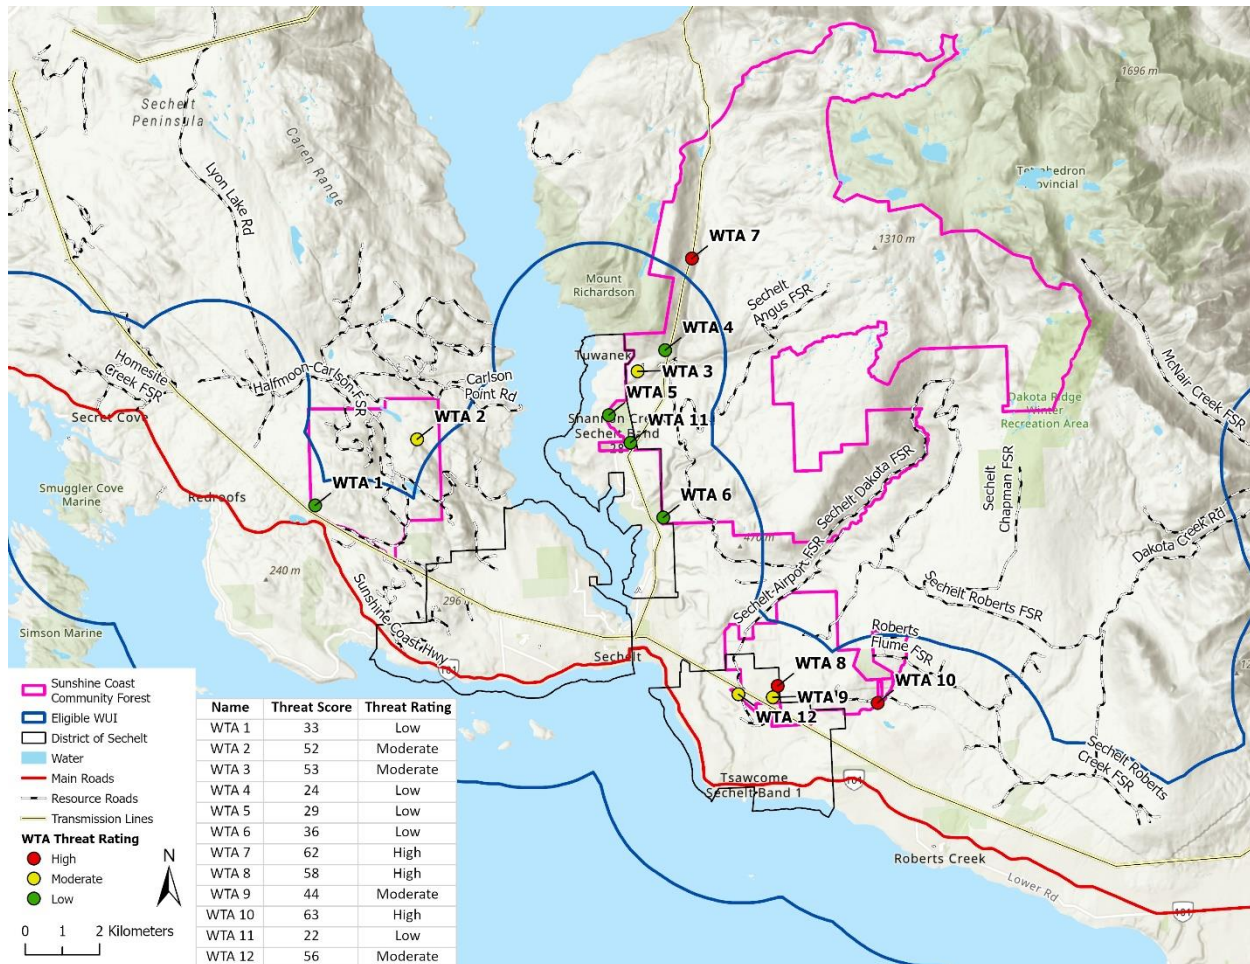 Sechelt
Peninsula
Caren Range
Lyon Lake Rd
1696 m
Tetrahedron
Provincial
1310 m
WTA 7
Mount
Richardson
Sechelt
Angus FSR
WTA 4
Tuwanek
WTA 3
McNair Creek FSR
Homesite
Creek FSR
Halfmoon-Carlson-FSR
Carlson
Point Rd
WTA 5
Dakota Ridge
Winter
Recreation Area
Secret Cove
WTA 2
WTA 11
Sechelt Band
28
Smuggler Cove
Marine
Redroofs
WTA 1
WTA 6
Sechelt-Dakota FSR
Sechelt
Chapman FSR
470 m
Dakota Creek Rd
240 m
296 m
Sechelt-Airport-FSR
Sechelt Roberts FSR
Simson Marine
Sunshine Coast Hwy
101
Sechelt
Roberts
Flume FSR
WTA 8
WTA 10
WTA 9
WTA 12
Sechelt Roberts
Creek FSR
Tsawcome
Sechelt Band 1
101
Roberts Creek
Lower Rd
101
Sunshine Coast
Community Forest
Eligible WUI
District of Sechelt
Water
Main Roads
Resource Roads
Transmission Lines
WTA Threat Rating
High
Moderate
Low
N
0 1 2 Kilometers
Name Threat Score Threat Rating
WTA 1 33 Low
WTA 2 52 Moderate
WTA 3 53 Moderate
WTA 4 24 Low
WTA 5 29 Low
WTA 6 36 Low
WTA 7 62 High
WTA 8 58 High
WTA 9 44 Moderate
WTA 10 63 High
WTA 11 22 Low
WTA 12 56 Moderate